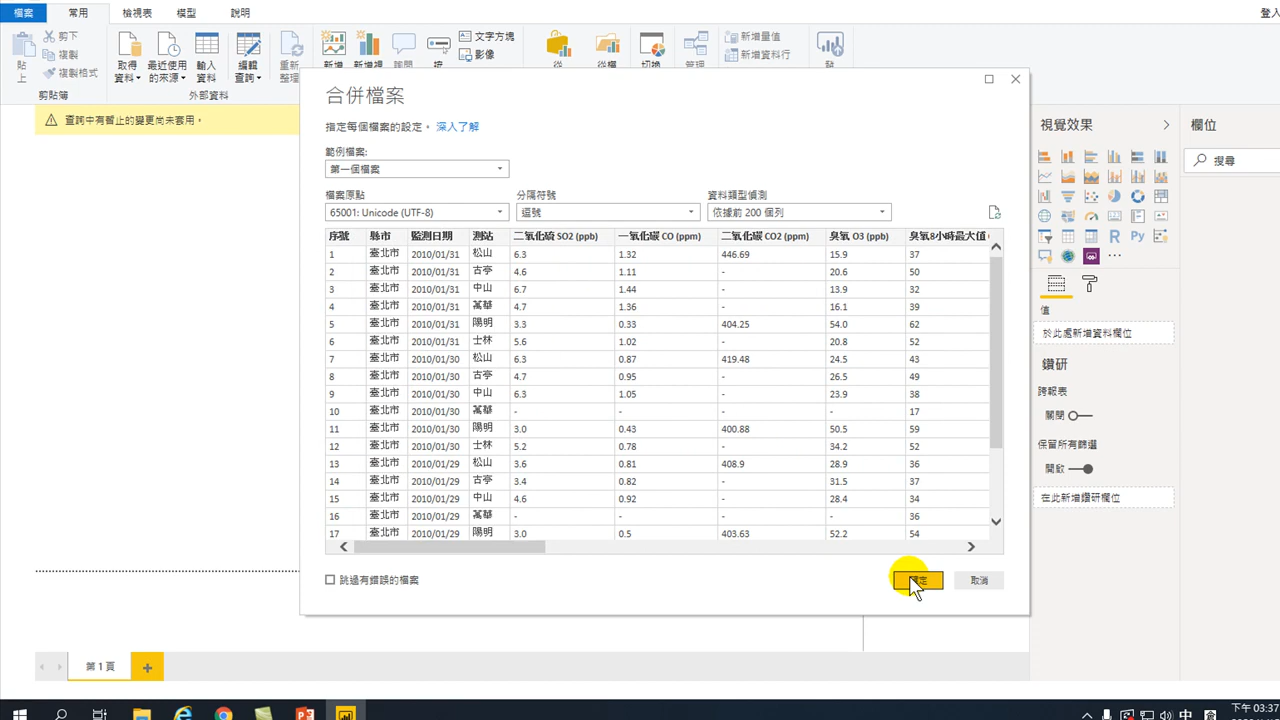 檔案 常用 檢視表 模型 說明 登入
貼上 剪下 複製 複製格式 剪貼簿
取得資料 最近使用的來源 輸入資料 編輯查詢 重新整理 外部資料
文字方塊 影像 切換 管理 新增量值 新增資料行
查詢中有暫止的變更尚未套用。
合併檔案
指定每個檔案的設定。 深入了解
範例檔案:
第一個檔案
檔案原點 分隔符號 資料類型偵測
65001: Unicode (UTF-8) 逗號 依據前 200 個列
序號 縣市 監測日期 測站 二氧化硫 SO2 (ppb) 一氧化碳 CO (ppm) 二氧化碳 CO2 (ppm) 臭氧 O3 (ppb) 臭氧8小時最大值
1 臺北市 2010/01/31 松山 6.3 1.32 446.69 15.9 37
2 臺北市 2010/01/31 古亭 4.6 1.11 - 20.6 50
3 臺北市 2010/01/31 中山 6.7 1.44 - 13.9 32
4 臺北市 2010/01/31 萬華 4.7 1.36 - 16.1 39
5 臺北市 2010/01/31 陽明 3.3 0.33 404.25 54.0 62
6 臺北市 2010/01/31 士林 5.6 1.02 - 20.8 52
7 臺北市 2010/01/30 松山 6.3 0.87 419.48 24.5 43
8 臺北市 2010/01/30 古亭 4.7 0.95 - 26.5 49
9 臺北市 2010/01/30 中山 6.3 1.05 - 23.9 38
10 臺北市 2010/01/30 萬華 - - - - 17
11 臺北市 2010/01/30 陽明 3.0 0.43 400.88 50.5 59
12 臺北市 2010/01/30 士林 5.2 0.78 - 34.2 52
13 臺北市 2010/01/29 松山 3.6 0.81 408.9 28.9 36
14 臺北市 2010/01/29 古亭 3.4 0.82 - 31.5 37
15 臺北市 2010/01/29 中山 4.6 0.92 - 28.4 34
16 臺北市 2010/01/29 萬華 - - - - 36
17 臺北市 2010/01/29 陽明 3.0 0.5 403.63 52.2 54
跳過有錯誤的檔案 取消
視覺效果 欄位
搜尋
R Py
值
於此處新增資料欄位
鑽研
跨報表
關閉
保留所有篩選
開啟
在此新增鑽研欄位
第 1 頁
中 下午 03:37